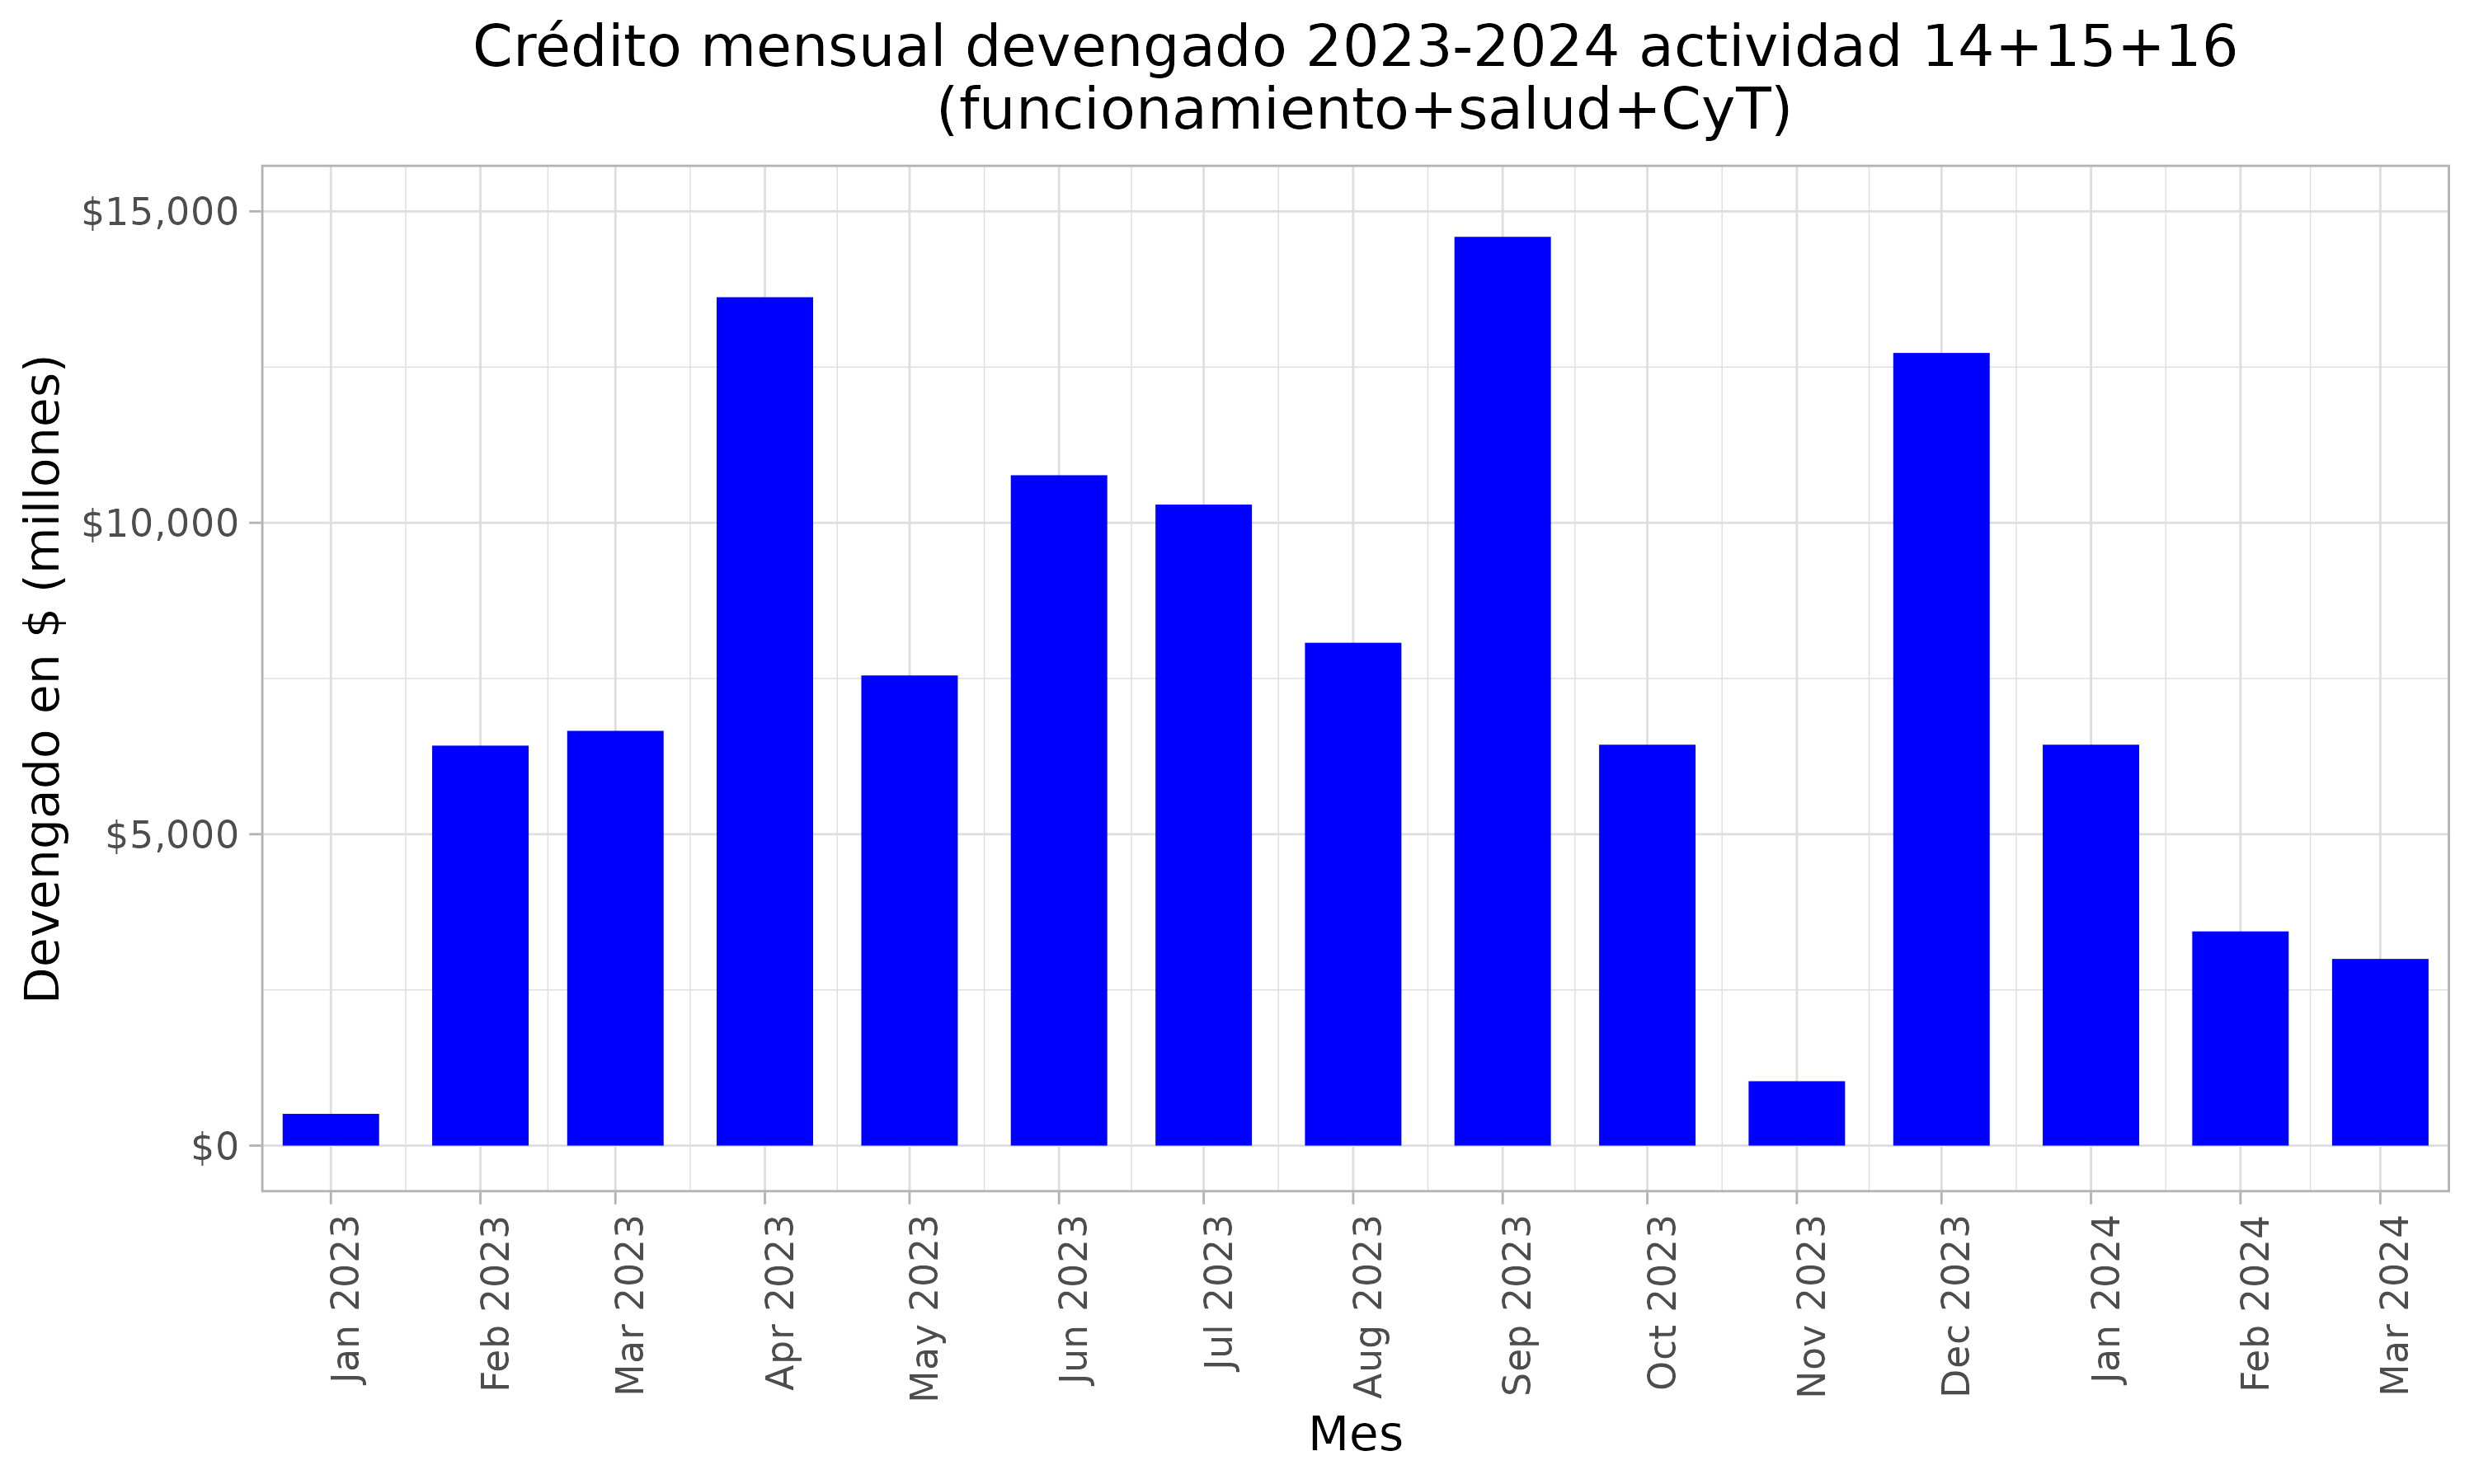 Crédito mensual devengado 2023-2024 actividad 14+15+16
(funcionamiento+salud+CyT)
Devengado en $ (millones)
$15,000
$10,000
$5,000
$0
Jan 2023
Feb 2023
Mar 2023
Apr 2023
May 2023
Jun 2023
Jul 2023
Aug 2023
Sep 2023
Oct 2023
Nov 2023
Dec 2023
Jan 2024
Feb 2024
Mar 2024
Mes